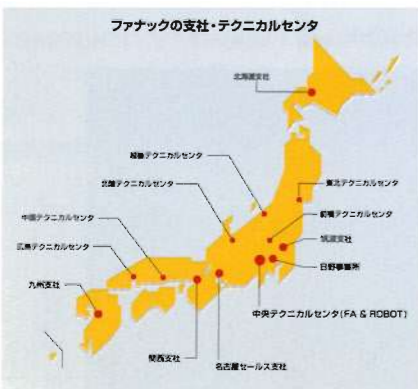 ファナックの支社・テクニカルセンタ
北海道支社
越後テクニカルセンタ
北陸テクニカルセンタ
東北テクニカルセンタ
中国テクニカルセンタ
前橋テクニカルセンタ
広島テクニカルセンタ
筑波支社
日野事業所
九州支社
中央テクニカルセンタ(FA & ROBOT)
関西支社
名古屋セールス支社